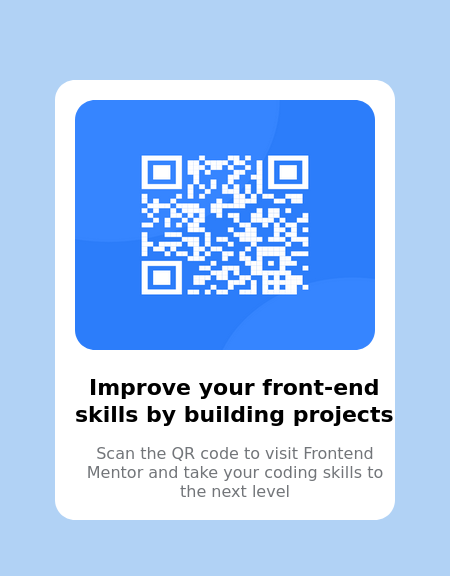 Improve your front-end
skills by building projects
Scan the QR code to visit Frontend
Mentor and take your coding skills to
the next level